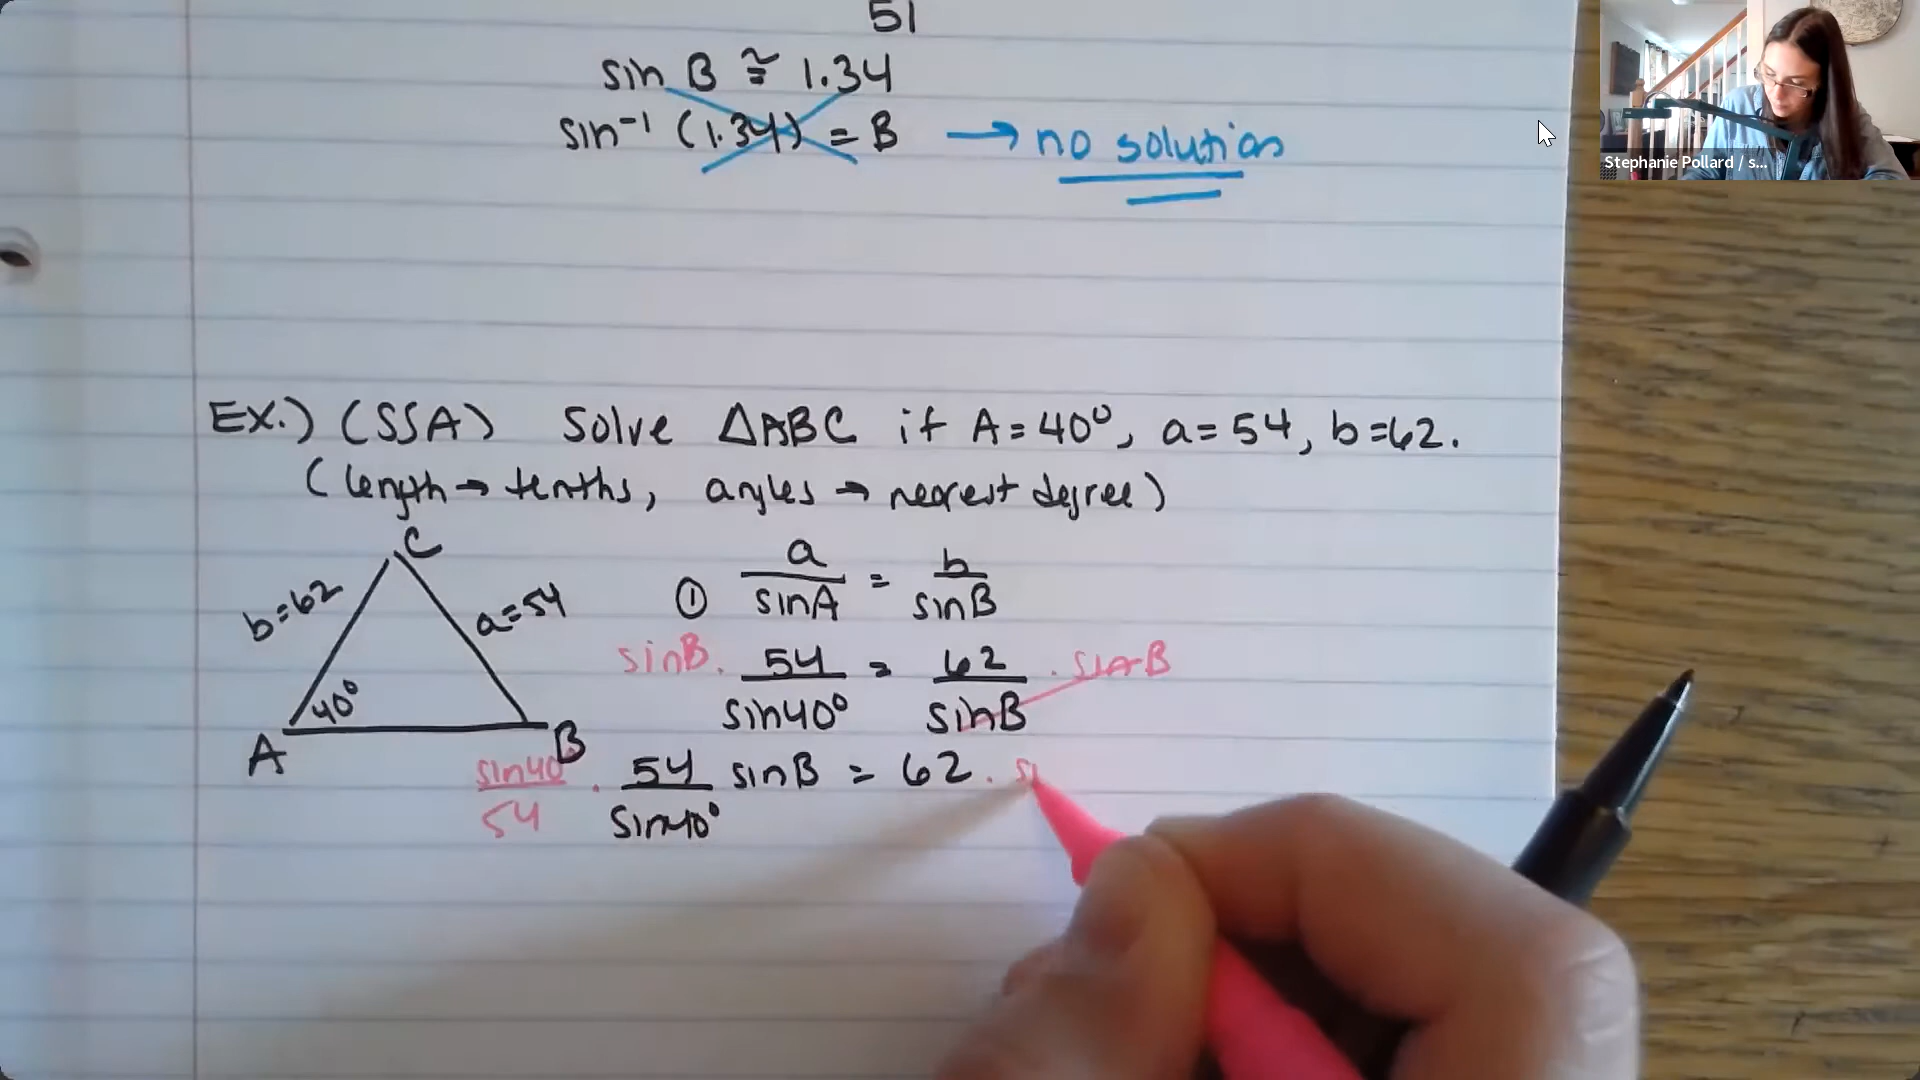 51
sin B ≅ 1.34
sin⁻¹ (1.34) = B → no solution
Stephanie Pollard / s...
EX.) (SSA) Solve △ABC if A=40°, a=54, b=62.
(length → tenths, angles → nearest degree)
C
b=62
a=54
40°
A
B
① a/sinA = b/sinB
sinB · 54/sin40° = 62/sinB · sinB
sin40°/54 · 54/sin40° sinB = 62 · si